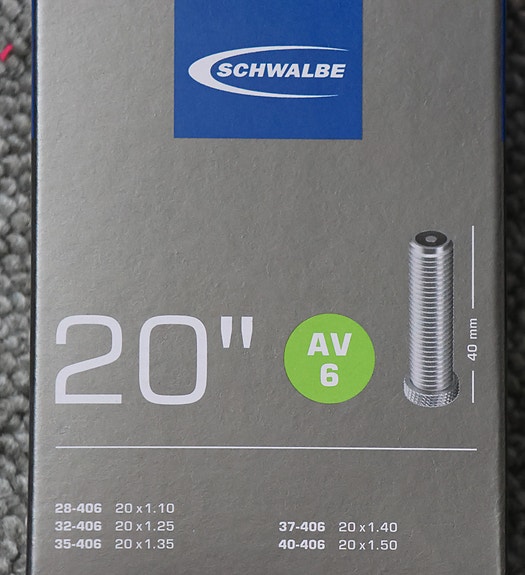 SCHWALBE
20"
AV
6
40 mm
28-406 20 x 1.10
32-406 20 x 1.25
35-406 20 x 1.35
37-406 20 x 1.40
40-406 20 x 1.50